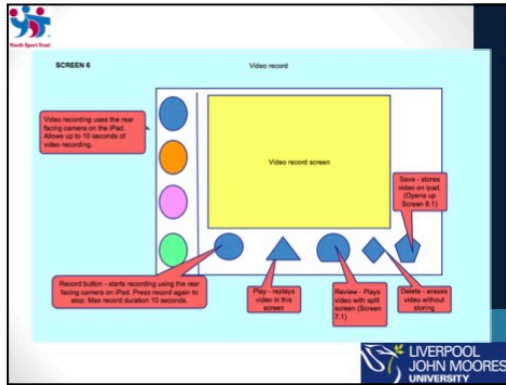 Youth Sport Trust
SCREEN 6
Video record
Video recording uses the rear
facing camera on the iPad.
Allows up to 10 seconds of
video recording.
Video record screen
Save - stores
video on ipad.
(Opens up
Screen 6.1)
Record button - starts recording using the rear
facing camera on iPad. Press record again to
stop. Max record duration 10 seconds.
Play - replays
video in this
screen
Review - Plays
video with split
screen (Screen
7.1)
Delete - erases
video without
storing
LIVERPOOL
JOHN MOORES
UNIVERSITY